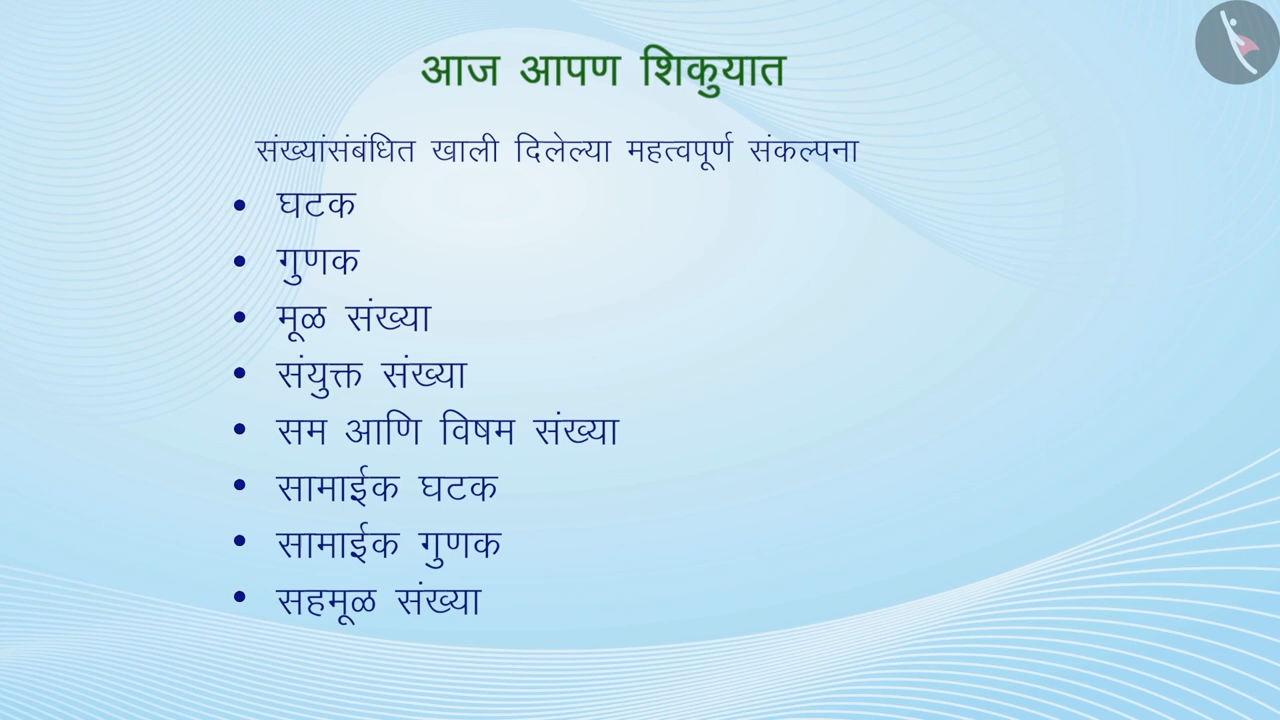 आज आपण शिकुयात
संख्यांसंबंधित खाली दिलेल्या महत्वपूर्ण संकल्पना
• घटक
• गुणक
• मूळ संख्या
• संयुक्त संख्या
• सम आणि विषम संख्या
• सामाईक घटक
• सामाईक गुणक
• सहमूळ संख्या